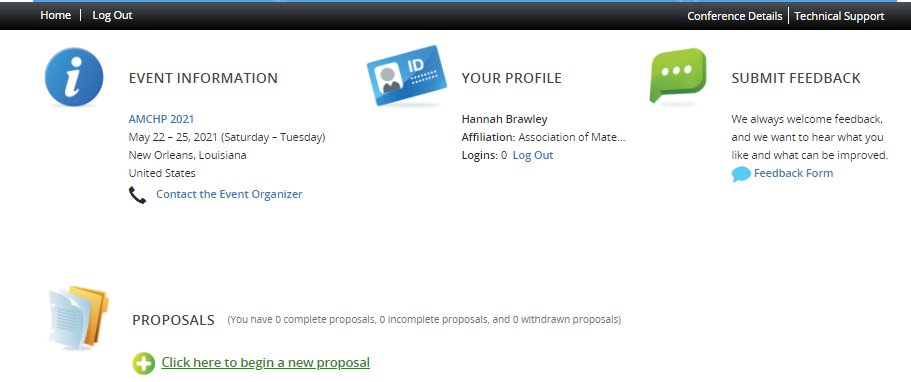 Home Log Out Conference Details Technical Support
EVENT INFORMATION
AMCHP 2021
May 22 – 25, 2021 (Saturday – Tuesday)
New Orleans, Louisiana
United States
Contact the Event Organizer
ID
YOUR PROFILE
Hannah Brawley
Affiliation: Association of Mate...
Logins: 0 Log Out
SUBMIT FEEDBACK
We always welcome feedback,
and we want to hear what you
like and what can be improved.
Feedback Form
PROPOSALS (You have 0 complete proposals, 0 incomplete proposals, and 0 withdrawn proposals)
Click here to begin a new proposal